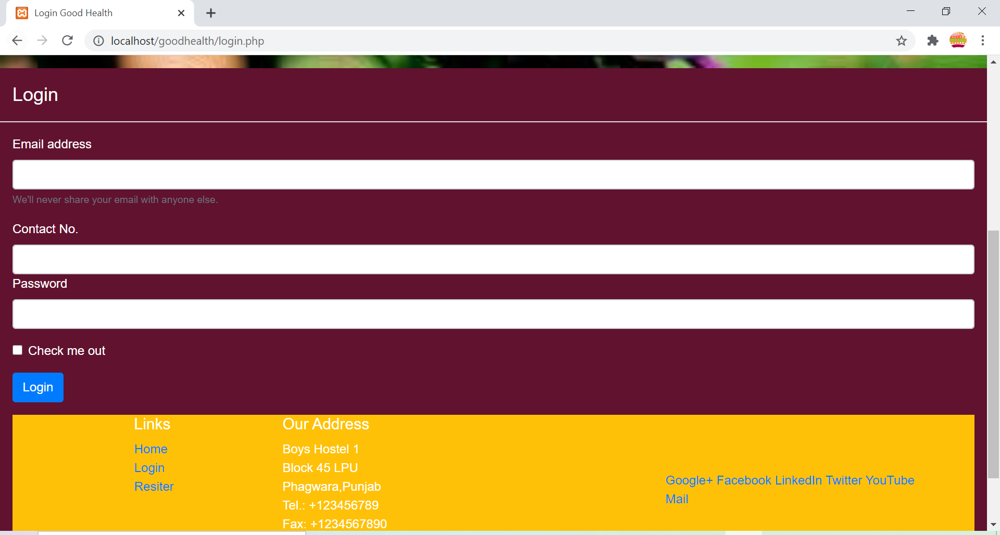 Login Good Health
localhost/goodhealth/login.php
Login
Email address
We'll never share your email with anyone else.
Contact No.
Password
Check me out
Login
Links
Home
Login
Resiter
Our Address
Boys Hostel 1
Block 45 LPU
Phagwara,Punjab
Tel.: +123456789
Fax: +1234567890
Google+ Facebook LinkedIn Twitter YouTube
Mail